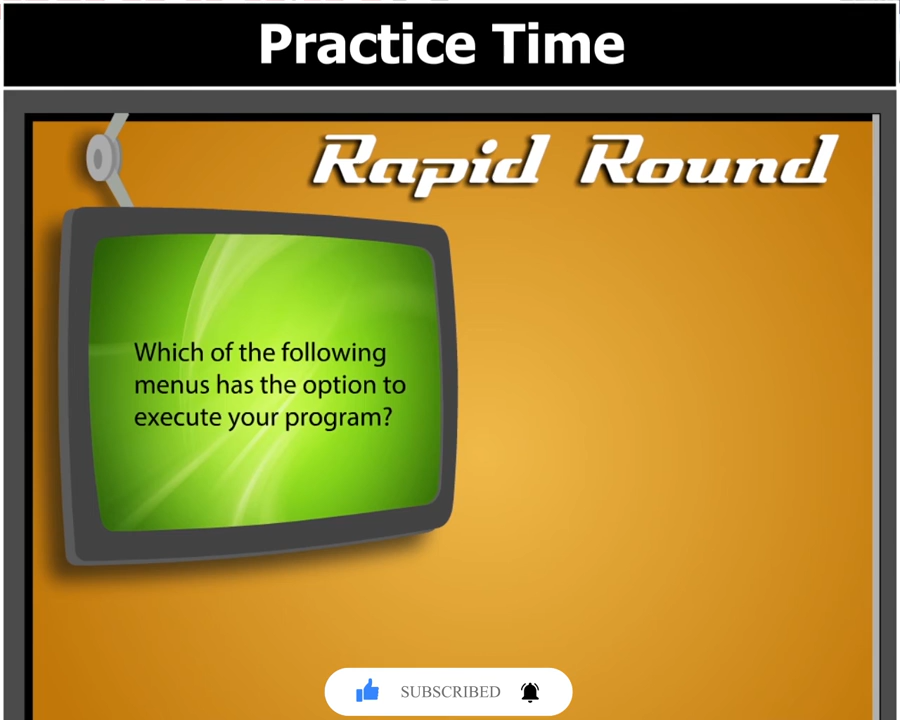 Practice Time
Rapid Round
Which of the following
menus has the option to
execute your program?
SUBSCRIBED